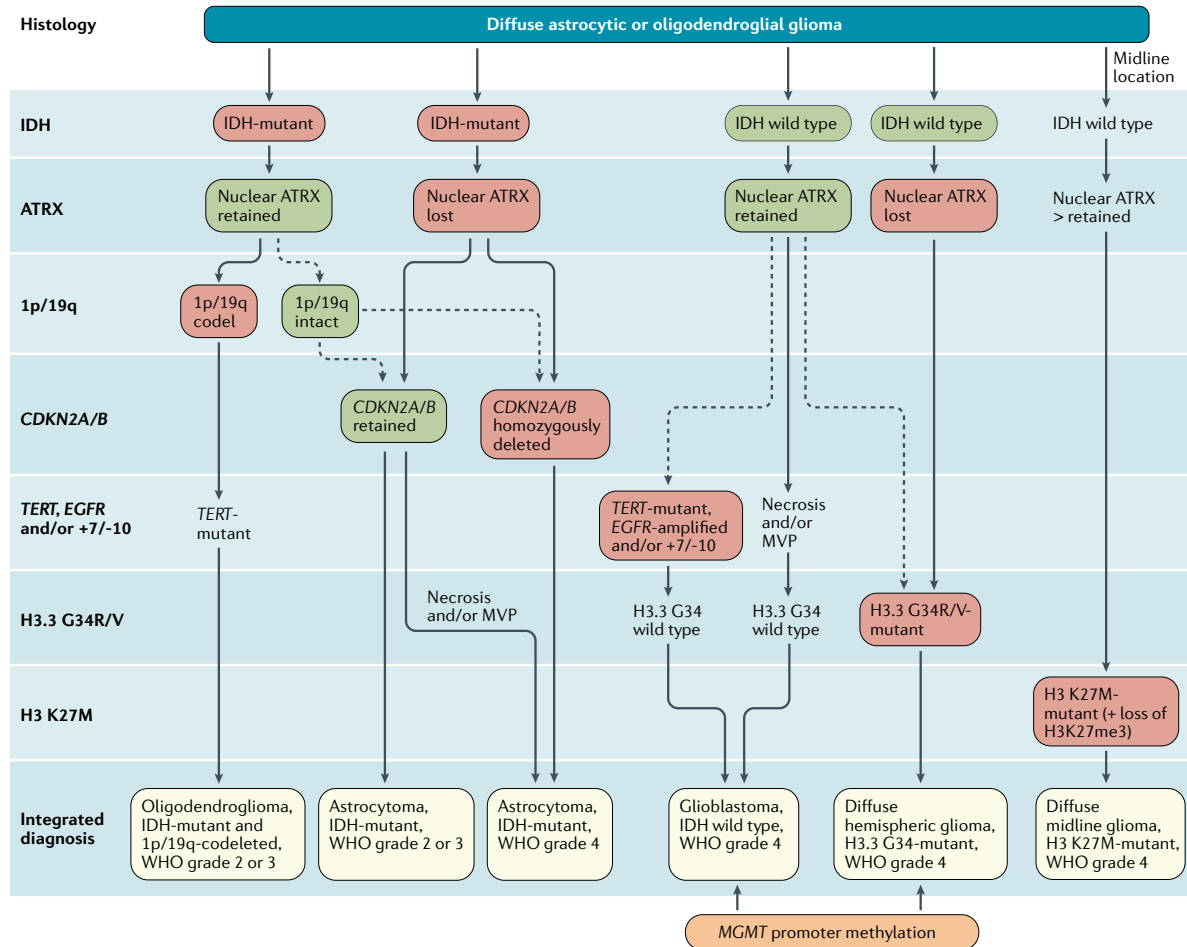 Histology
Diffuse astrocytic or oligodendroglial glioma
Midline
location
IDH
IDH-mutant
IDH-mutant
IDH wild type
IDH wild type
IDH wild type
ATRX
Nuclear ATRX
retained
Nuclear ATRX
lost
Nuclear ATRX
retained
Nuclear ATRX
lost
Nuclear ATRX
> retained
1p/19q
1p/19q
codel
1p/19q
intact
CDKN2A/B
CDKN2A/B
retained
CDKN2A/B
homozygously
deleted
TERT, EGFR
and/or +7/-10
TERT-
mutant
TERT-mutant,
EGFR-amplified
and/or +7/-10
Necrosis
and/or
MVP
H3.3 G34R/V
Necrosis
and/or MVP
H3.3 G34
wild type
H3.3 G34
wild type
H3.3 G34R/V-
mutant
H3 K27M
H3 K27M-
mutant (+ loss of
H3K27me3)
Integrated
diagnosis
Oligodendroglioma,
IDH-mutant and
1p/19q-codeleted,
WHO grade 2 or 3
Astrocytoma,
IDH-mutant,
WHO grade 2 or 3
Astrocytoma,
IDH-mutant,
WHO grade 4
Glioblastoma,
IDH wild type,
WHO grade 4
Diffuse
hemispheric glioma,
H3.3 G34-mutant,
WHO grade 4
Diffuse
midline glioma,
H3 K27M-mutant,
WHO grade 4
MGMT promoter methylation